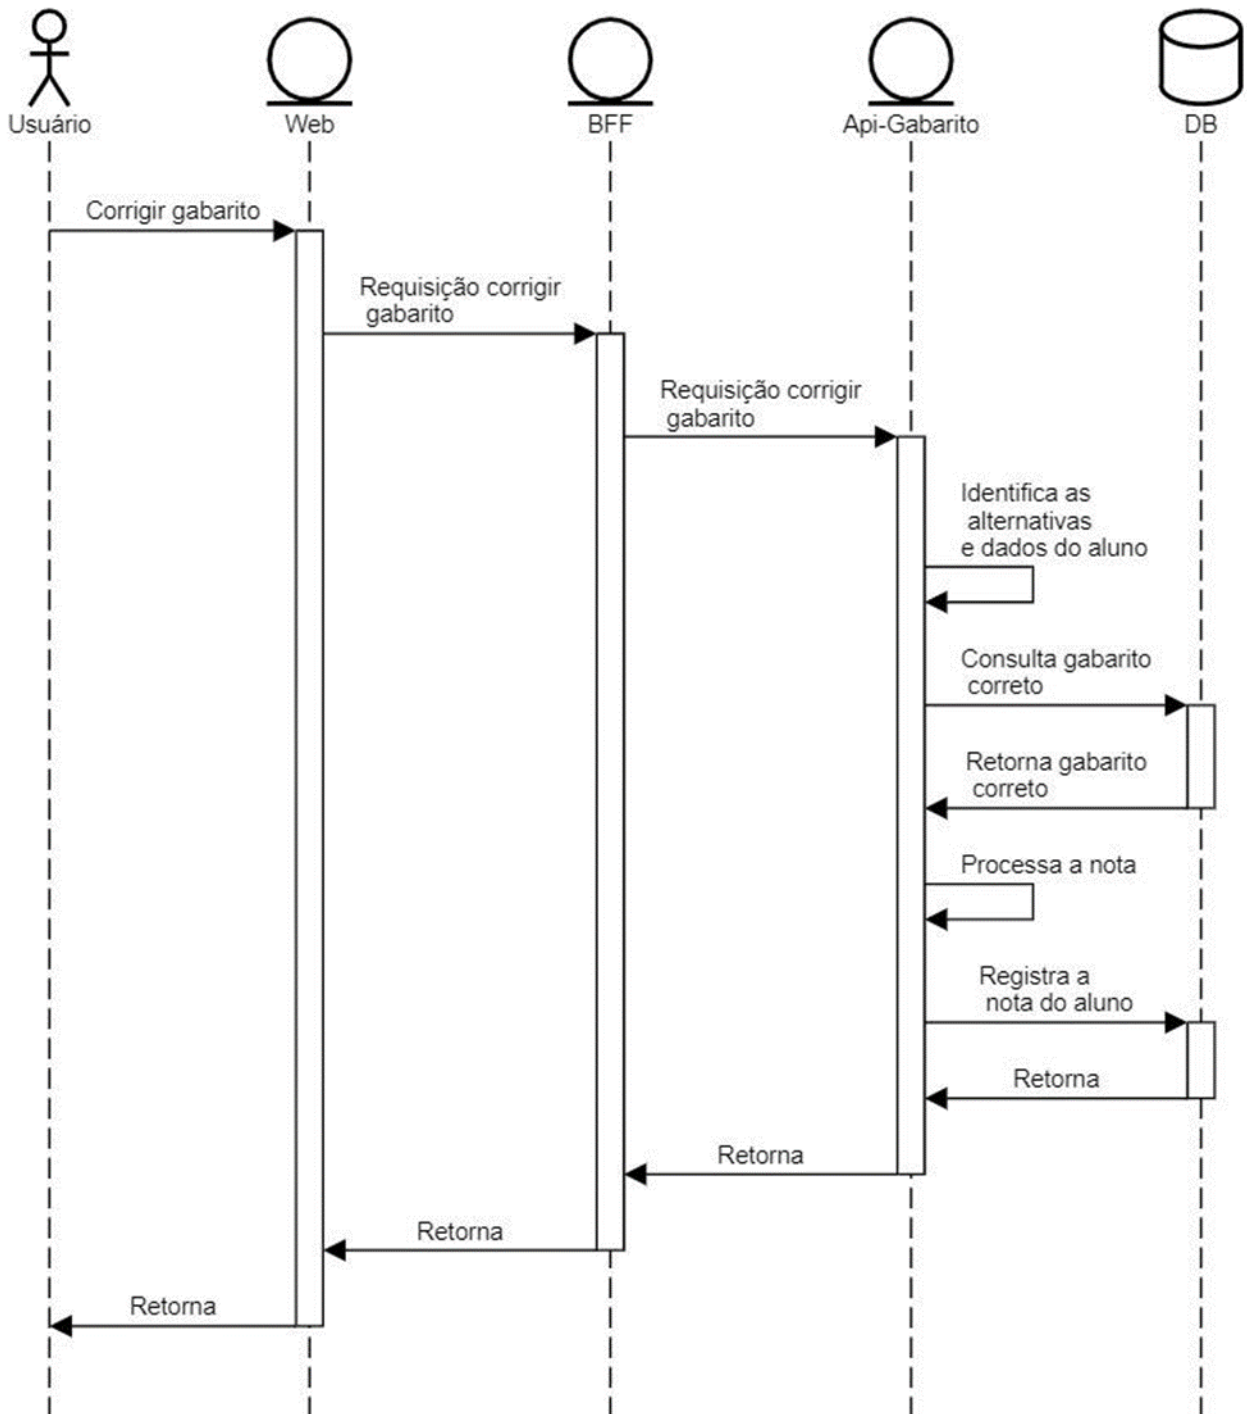 Usuário
Web
BFF
Api-Gabarito
DB
Corrigir gabarito
Requisição corrigir
gabarito
Requisição corrigir
gabarito
Identifica as
alternativas
e dados do aluno
Consulta gabarito
correto
Retorna gabarito
correto
Processa a nota
Registra a
nota do aluno
Retorna
Retorna
Retorna
Retorna